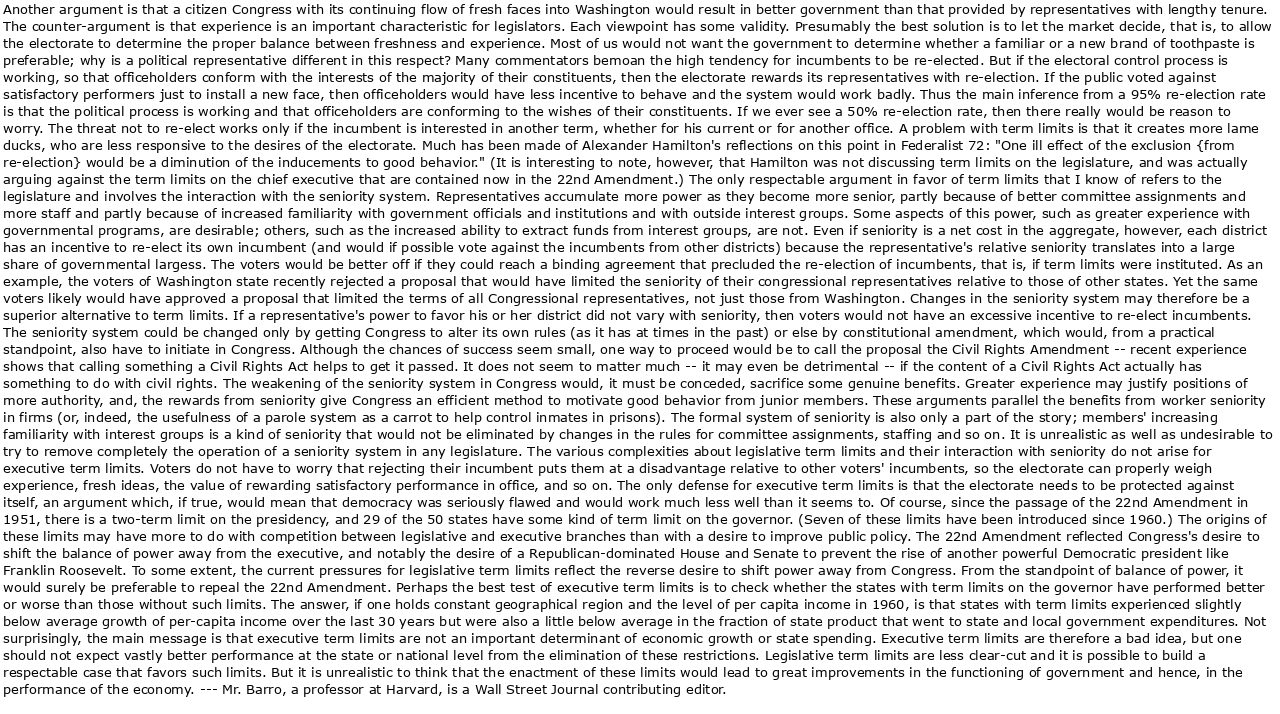 Another argument is that a citizen Congress with its continuing flow of fresh faces into Washington would result in better government than that provided by representatives with lengthy tenure.
The counter-argument is that experience is an important characteristic for legislators. Each viewpoint has some validity. Presumably the best solution is to let the market decide, that is, to allow
the electorate to determine the proper balance between freshness and experience. Most of us would not want the government to determine whether a familiar or a new brand of toothpaste is
preferable; why is a political representative different in this respect? Many commentators bemoan the high tendency for incumbents to be re-elected. But if the electoral control process is
working, so that officeholders conform with the interests of the majority of their constituents, then the electorate rewards its representatives with re-election. If the public voted against
satisfactory performers just to install a new face, then officeholders would have less incentive to behave and the system would work badly. Thus the main inference from a 95% re-election rate
is that the political process is working and that officeholders are conforming to the wishes of their constituents. If we ever see a 50% re-election rate, then there really would be reason to
worry. The threat not to re-elect works only if the incumbent is interested in another term, whether for his current or for another office. A problem with term limits is that it creates more lame
ducks, who are less responsive to the desires of the electorate. Much has been made of Alexander Hamilton's reflections on this point in Federalist 72: "One ill effect of the exclusion {from
re-election} would be a diminution of the inducements to good behavior." (It is interesting to note, however, that Hamilton was not discussing term limits on the legislature, and was actually
arguing against the term limits on the chief executive that are contained now in the 22nd Amendment.) The only respectable argument in favor of term limits that I know of refers to the
legislature and involves the interaction with the seniority system. Representatives accumulate more power as they become more senior, partly because of better committee assignments and
more staff and partly because of increased familiarity with government officials and institutions and with outside interest groups. Some aspects of this power, such as greater experience with
governmental programs, are desirable; others, such as the increased ability to extract funds from interest groups, are not. Even if seniority is a net cost in the aggregate, however, each district
has an incentive to re-elect its own incumbent (and would if possible vote against the incumbents from other districts) because the representative's relative seniority translates into a large
share of governmental largess. The voters would be better off if they could reach a binding agreement that precluded the re-election of incumbents, that is, if term limits were instituted. As an
example, the voters of Washington state recently rejected a proposal that would have limited the seniority of their congressional representatives relative to those of other states. Yet the same
voters likely would have approved a proposal that limited the terms of all Congressional representatives, not just those from Washington. Changes in the seniority system may therefore be a
superior alternative to term limits. If a representative's power to favor his or her district did not vary with seniority, then voters would not have an excessive incentive to re-elect incumbents.
The seniority system could be changed only by getting Congress to alter its own rules (as it has at times in the past) or else by constitutional amendment, which would, from a practical
standpoint, also have to initiate in Congress. Although the chances of success seem small, one way to proceed would be to call the proposal the Civil Rights Amendment -- recent experience
shows that calling something a Civil Rights Act helps to get it passed. It does not seem to matter much -- it may even be detrimental -- if the content of a Civil Rights Act actually has
something to do with civil rights. The weakening of the seniority system in Congress would, it must be conceded, sacrifice some genuine benefits. Greater experience may justify positions of
more authority, and, the rewards from seniority give Congress an efficient method to motivate good behavior from junior members. These arguments parallel the benefits from worker seniority
in firms (or, indeed, the usefulness of a parole system as a carrot to help control inmates in prisons). The formal system of seniority is also only a part of the story; members' increasing
familiarity with interest groups is a kind of seniority that would not be eliminated by changes in the rules for committee assignments, staffing and so on. It is unrealistic as well as undesirable to
try to remove completely the operation of a seniority system in any legislature. The various complexities about legislative term limits and their interaction with seniority do not arise for
executive term limits. Voters do not have to worry that rejecting their incumbent puts them at a disadvantage relative to other voters' incumbents, so the electorate can properly weigh
experience, fresh ideas, the value of rewarding satisfactory performance in office, and so on. The only defense for executive term limits is that the electorate needs to be protected against
itself, an argument which, if true, would mean that democracy was seriously flawed and would work much less well than it seems to. Of course, since the passage of the 22nd Amendment in
1951, there is a two-term limit on the presidency, and 29 of the 50 states have some kind of term limit on the governor. (Seven of these limits have been introduced since 1960.) The origins of
these limits may have more to do with competition between legislative and executive branches than with a desire to improve public policy. The 22nd Amendment reflected Congress's desire to
shift the balance of power away from the executive, and notably the desire of a Republican-dominated House and Senate to prevent the rise of another powerful Democratic president like
Franklin Roosevelt. To some extent, the current pressures for legislative term limits reflect the reverse desire to shift power away from Congress. From the standpoint of balance of power, it
would surely be preferable to repeal the 22nd Amendment. Perhaps the best test of executive term limits is to check whether the states with term limits on the governor have performed better
or worse than those without such limits. The answer, if one holds constant geographical region and the level of per capita income in 1960, is that states with term limits experienced slightly
below average growth of per-capita income over the last 30 years but were also a little below average in the fraction of state product that went to state and local government expenditures. Not
surprisingly, the main message is that executive term limits are not an important determinant of economic growth or state spending. Executive term limits are therefore a bad idea, but one
should not expect vastly better performance at the state or national level from the elimination of these restrictions. Legislative term limits are less clear-cut and it is possible to build a
respectable case that favors such limits. But it is unrealistic to think that the enactment of these limits would lead to great improvements in the functioning of government and hence, in the
performance of the economy. --- Mr. Barro, a professor at Harvard, is a Wall Street Journal contributing editor.